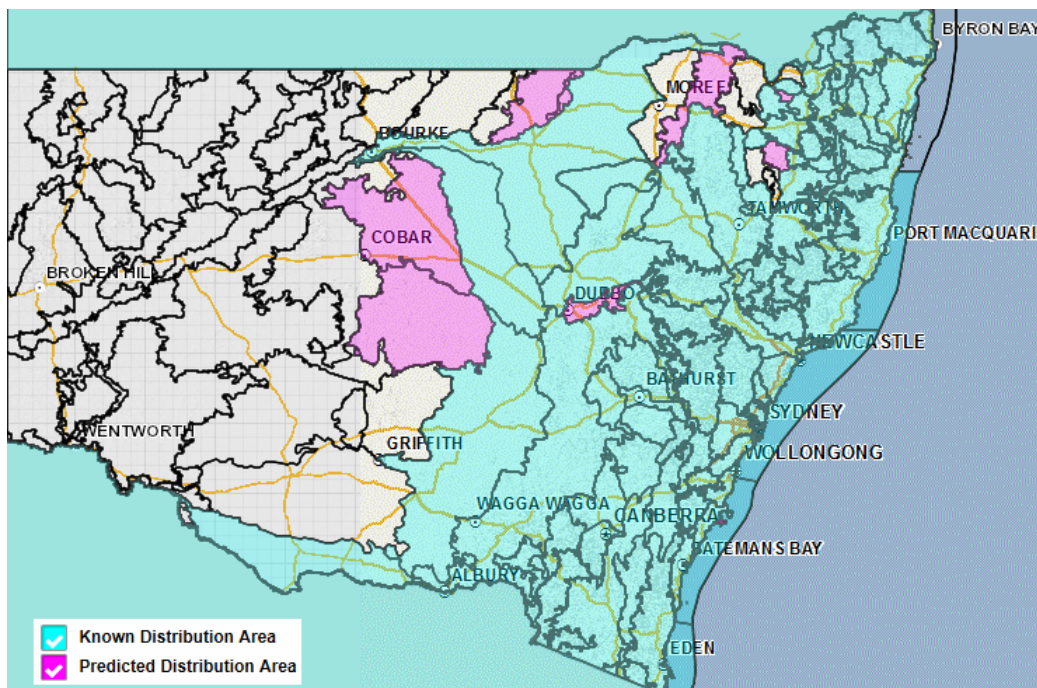 BYRON BAY
MOREE
BOURKE
TAMWORTH
PORT MACQUARI
COBAR
BROKEN HILL
DUBBO
NEWCASTLE
BATHURST
SYDNEY
WENTWORTH
GRIFFITH
WOLLONGONG
WAGGA WAGGA
CANBERRA
BATEMANS BAY
ALBURY
EDEN
Known Distribution Area
Predicted Distribution Area